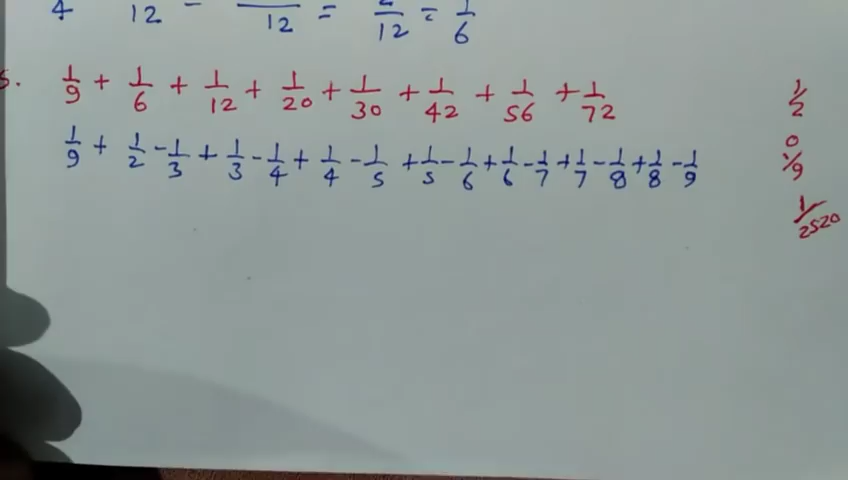 4 12 - 12 = 2/12 = 1/6
5. 1/9 + 1/6 + 1/12 + 1/20 + 1/30 + 1/42 + 1/56 + 1/72
1/9 + 1/2 - 1/3 + 1/3 - 1/4 + 1/4 - 1/5 + 1/5 - 1/6 + 1/6 - 1/7 + 1/7 - 1/8 + 1/8 - 1/9
1/2
0
1/9
1/2520